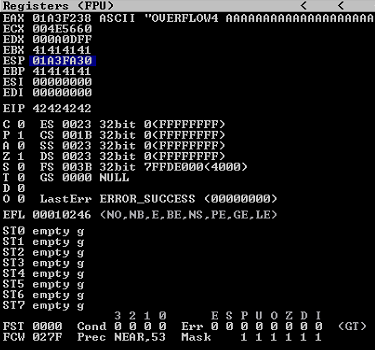 Registers (FPU) < <
EAX 01A3F238 ASCII "OVERFLOW4 AAAAAAAAAAAAAAAAAAAAA
ECX 004E5660
EDX 000A0DFF
EBX 41414141
ESP 01A3FA30
EBP 41414141
ESI 00000000
EDI 00000000
EIP 42424242
C 0 ES 0023 32bit 0(FFFFFFFF)
P 1 CS 001B 32bit 0(FFFFFFFF)
A 0 SS 0023 32bit 0(FFFFFFFF)
Z 1 DS 0023 32bit 0(FFFFFFFF)
S 0 FS 003B 32bit 7FFDE000(4000)
T 0 GS 0000 NULL
D 0
O 0 LastErr ERROR_SUCCESS (00000000)
EFL 00010246 (NO,NB,E,BE,NS,PE,GE,LE)
ST0 empty g
ST1 empty g
ST2 empty g
ST3 empty g
ST4 empty g
ST5 empty g
ST6 empty g
ST7 empty g
3 2 1 0 E S P U O Z D I
FST 0000 Cond 0 0 0 0 Err 0 0 0 0 0 0 0 0 (GT)
FCW 027F Prec NEAR,53 Mask 1 1 1 1 1 1